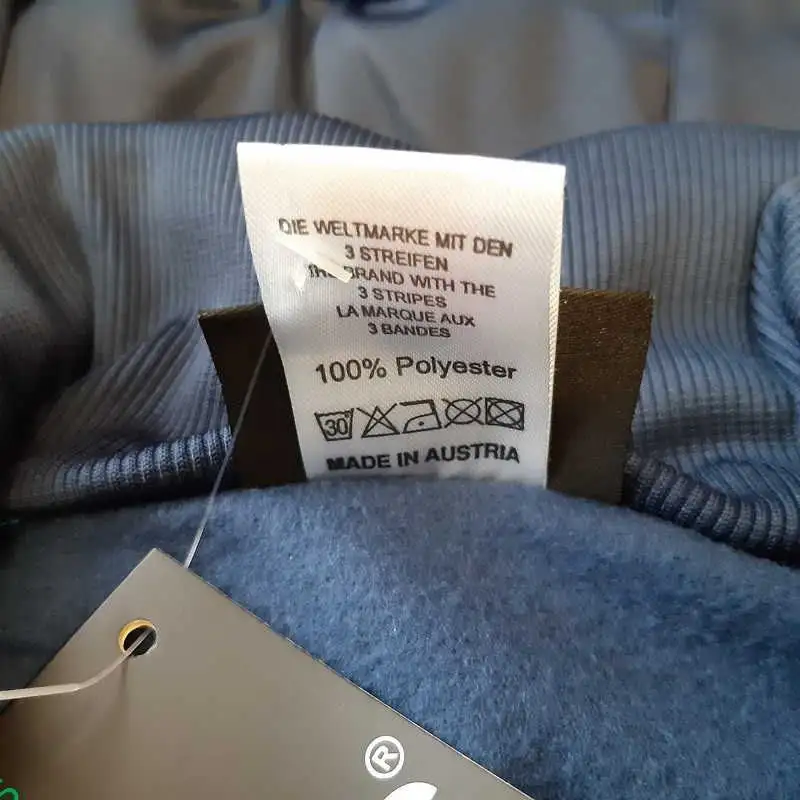 DIE WELTMARKE MIT DEN
3 STREIFEN
THE BRAND WITH THE
3 STRIPES
LA MARQUE AUX
3 BANDES
100% Polyester
30
MADE IN AUSTRIA
®